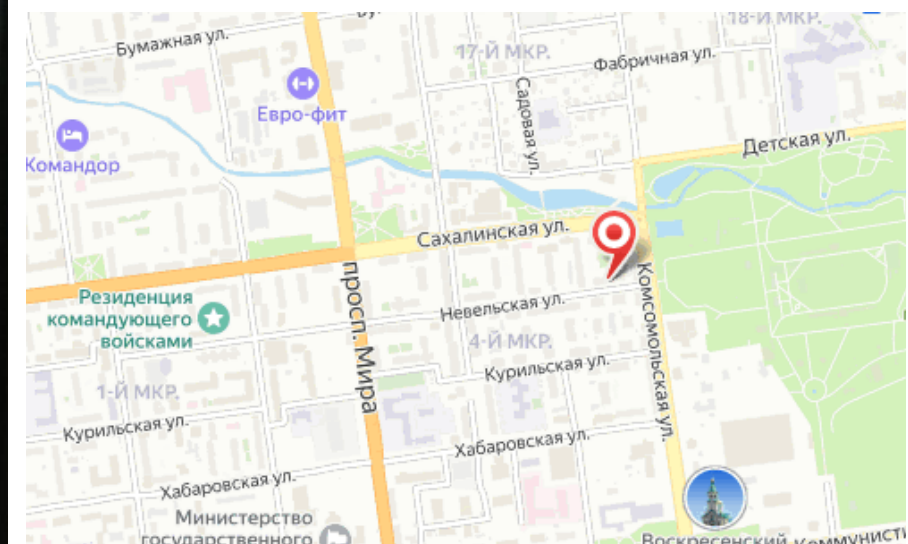 18-Й МКР.
Бумажная ул.
17-Й МКР.
Фабричная ул.
Евро-фит
Садовая ул.
Командор
Детская ул.
Сахалинская ул.
просп. Мира
Комсомольская ул.
Резиденция
командующего
войсками
Невельская ул.
4-Й МКР.
Курильская ул.
1-Й МКР.
Курильская ул.
Хабаровская ул.
Хабаровская ул.
Министерство
государственного
Воскресенский